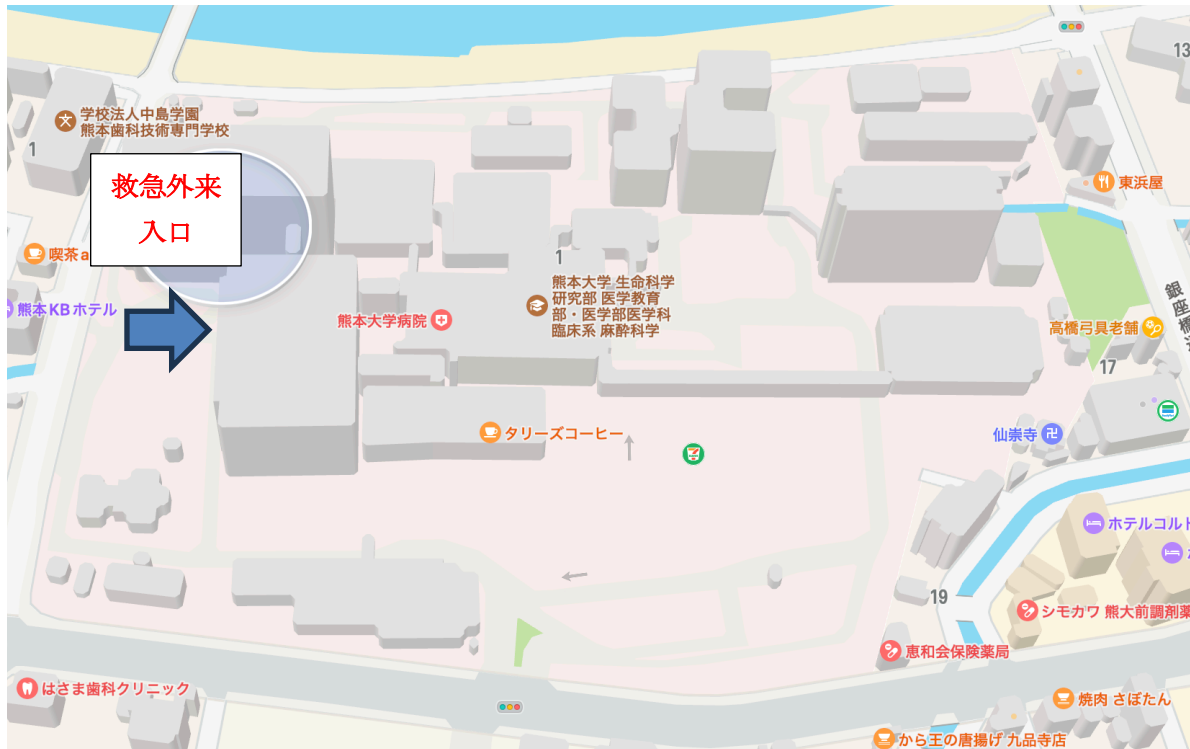 13
学校法人中島学園
熊本歯科技術専門学校
1
救急外来
入口
東浜屋
喫茶a
1
熊本大学 生命科学
研究部 医学教育
部・医学部医学科
臨床系 麻酔科学
熊本KBホテル
熊本大学病院
銀座橋通
高橋弓具老舗
17
タリーズコーヒー
仙崇寺
卍
ホテルコルト
19
シモカワ 熊大前調剤薬
恵和会保険薬局
はさま歯科クリニック
焼肉 さぼたん
から王の唐揚げ 九品寺店